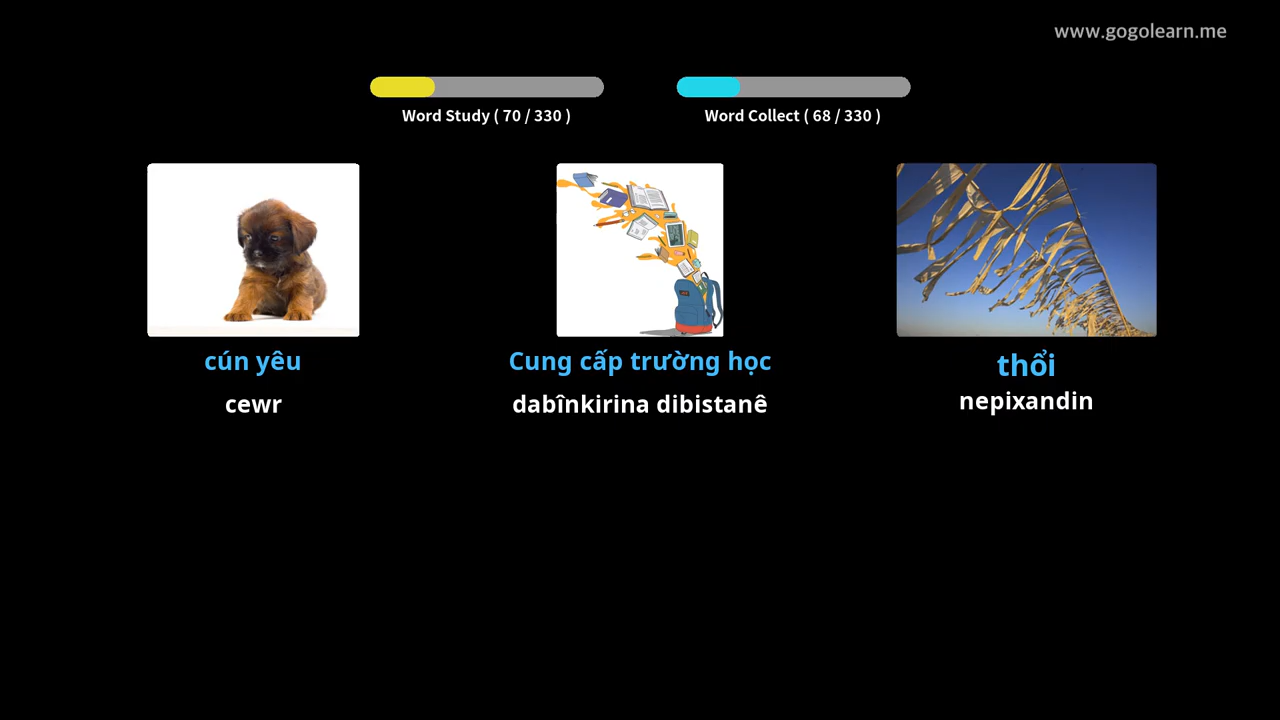 www.gogolearn.me
Word Study ( 70 / 330 )
Word Collect ( 68 / 330 )
cún yêu
cewr
Cung cấp trường học
dabînkirina dibistanê
thổi
nepixandin